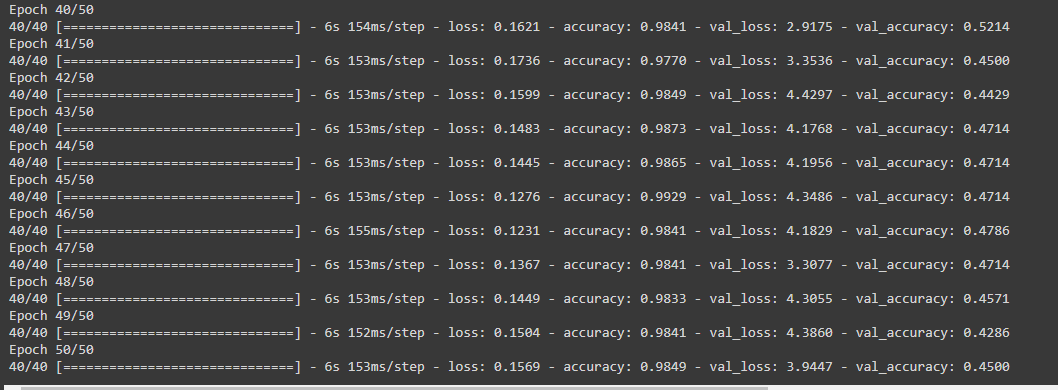 Epoch 40/50
40/40 [==============================] - 6s 154ms/step - loss: 0.1621 - accuracy: 0.9841 - val_loss: 2.9175 - val_accuracy: 0.5214
Epoch 41/50
40/40 [==============================] - 6s 153ms/step - loss: 0.1736 - accuracy: 0.9770 - val_loss: 3.3536 - val_accuracy: 0.4500
Epoch 42/50
40/40 [==============================] - 6s 153ms/step - loss: 0.1599 - accuracy: 0.9849 - val_loss: 4.4297 - val_accuracy: 0.4429
Epoch 43/50
40/40 [==============================] - 6s 153ms/step - loss: 0.1483 - accuracy: 0.9873 - val_loss: 4.1768 - val_accuracy: 0.4714
Epoch 44/50
40/40 [==============================] - 6s 153ms/step - loss: 0.1445 - accuracy: 0.9865 - val_loss: 4.1956 - val_accuracy: 0.4714
Epoch 45/50
40/40 [==============================] - 6s 153ms/step - loss: 0.1276 - accuracy: 0.9929 - val_loss: 4.3486 - val_accuracy: 0.4714
Epoch 46/50
40/40 [==============================] - 6s 155ms/step - loss: 0.1231 - accuracy: 0.9841 - val_loss: 4.1829 - val_accuracy: 0.4786
Epoch 47/50
40/40 [==============================] - 6s 153ms/step - loss: 0.1367 - accuracy: 0.9841 - val_loss: 3.3077 - val_accuracy: 0.4714
Epoch 48/50
40/40 [==============================] - 6s 153ms/step - loss: 0.1449 - accuracy: 0.9833 - val_loss: 4.3055 - val_accuracy: 0.4571
Epoch 49/50
40/40 [==============================] - 6s 152ms/step - loss: 0.1504 - accuracy: 0.9841 - val_loss: 4.3860 - val_accuracy: 0.4286
Epoch 50/50
40/40 [==============================] - 6s 153ms/step - loss: 0.1569 - accuracy: 0.9849 - val_loss: 3.9447 - val_accuracy: 0.4500